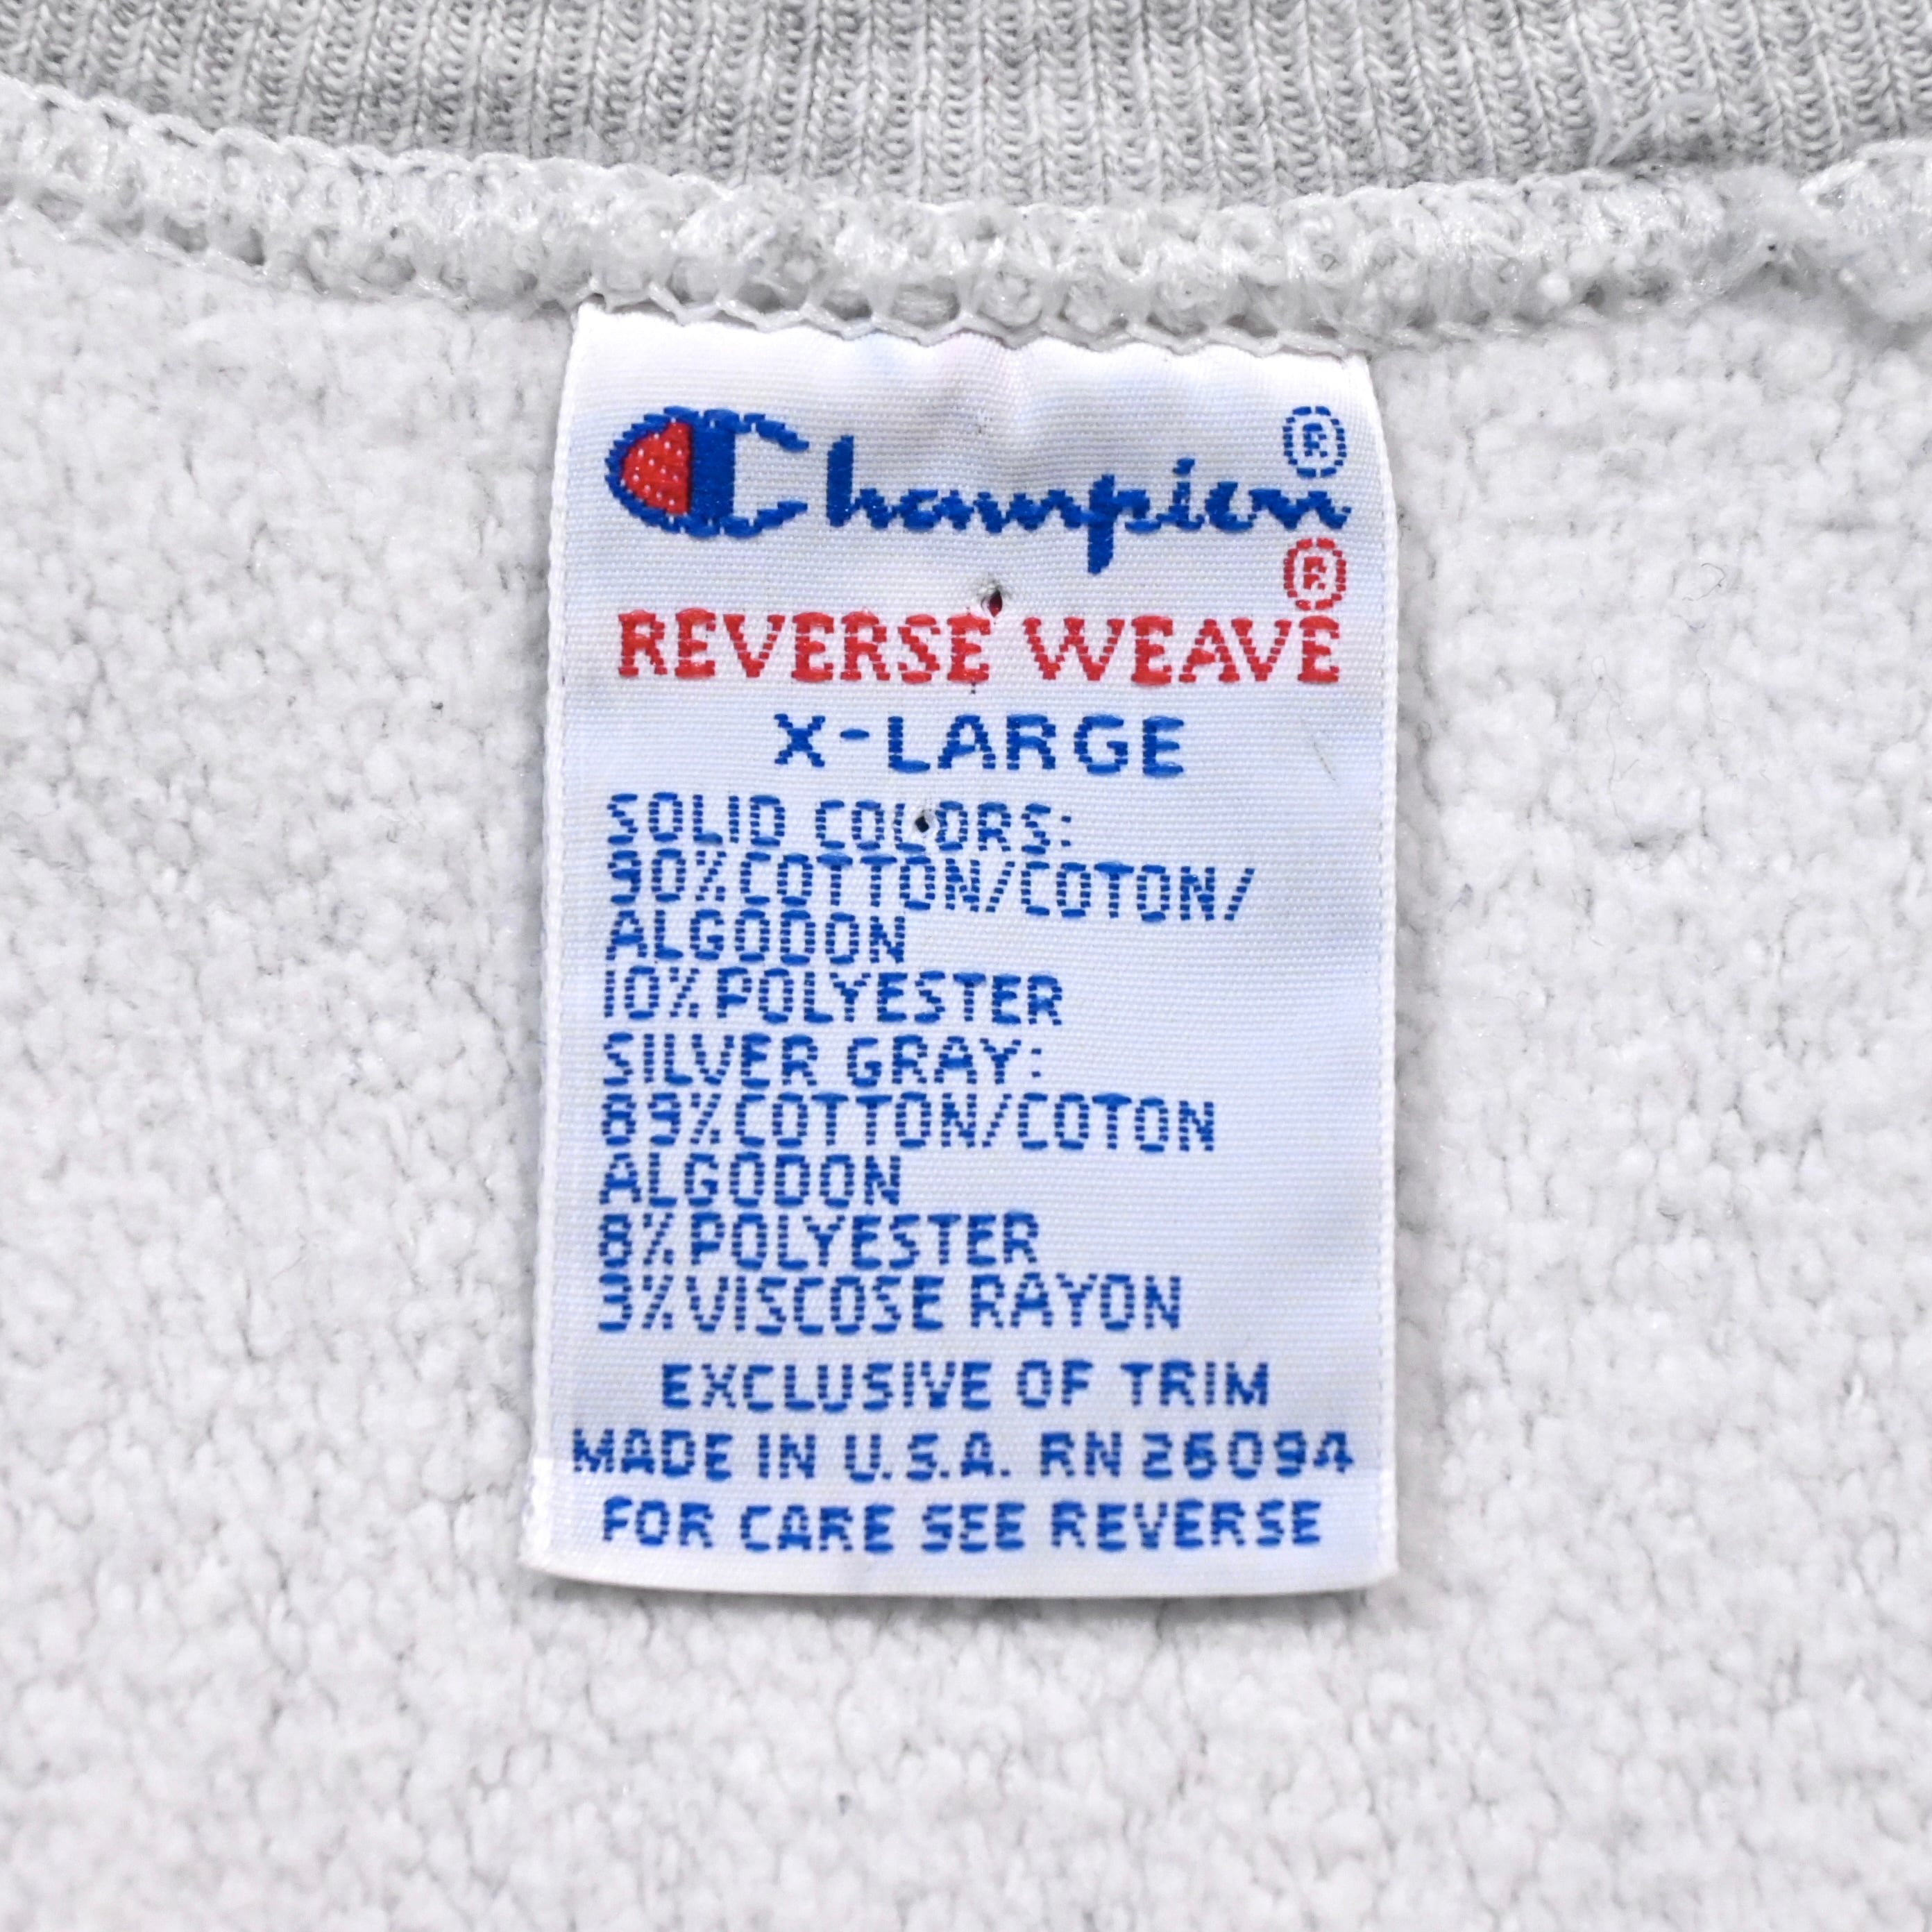 Champion®
REVERSE WEAVE®
X-LARGE
SOLID COLORS:
90%COTTON/COTON/
ALGODON
10%POLYESTER
SILVER GRAY:
89%COTTON/COTON
ALGODON
8%POLYESTER
3%VISCOSE RAYON
EXCLUSIVE OF TRIM
MADE IN U.S.A. RN 26094
FOR CARE SEE REVERSE